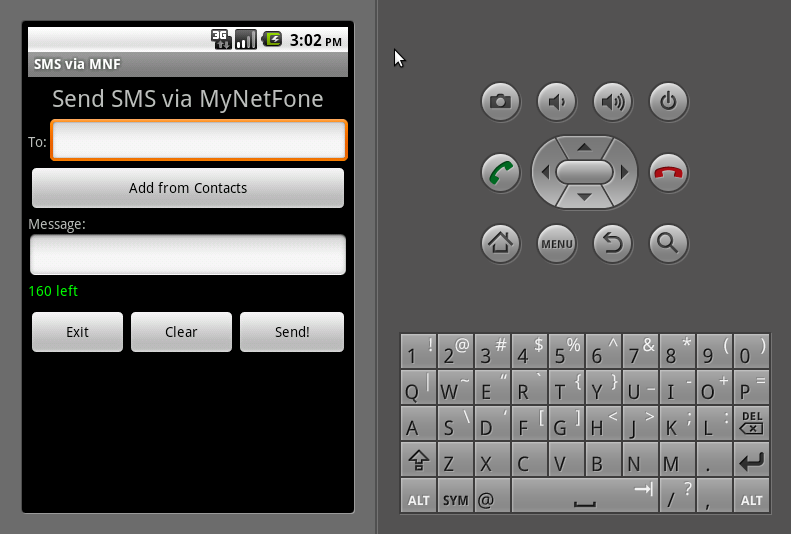 3G 3:02 PM
SMS via MNF
Send SMS via MyNetFone
To:
Add from Contacts
Message:
160 left
Exit Clear Send!
MENU
1 ! 2 @ 3 # 4 $ 5 % 6 ^ 7 & 8 * 9 ( 0 )
Q | W ~ E “ R ` T { Y } U _ I - O + P =
A S \ D ‘ F [ G ] H < J > K ; L : DEL
Z X C V B N M .
ALT SYM @ / ? , ALT